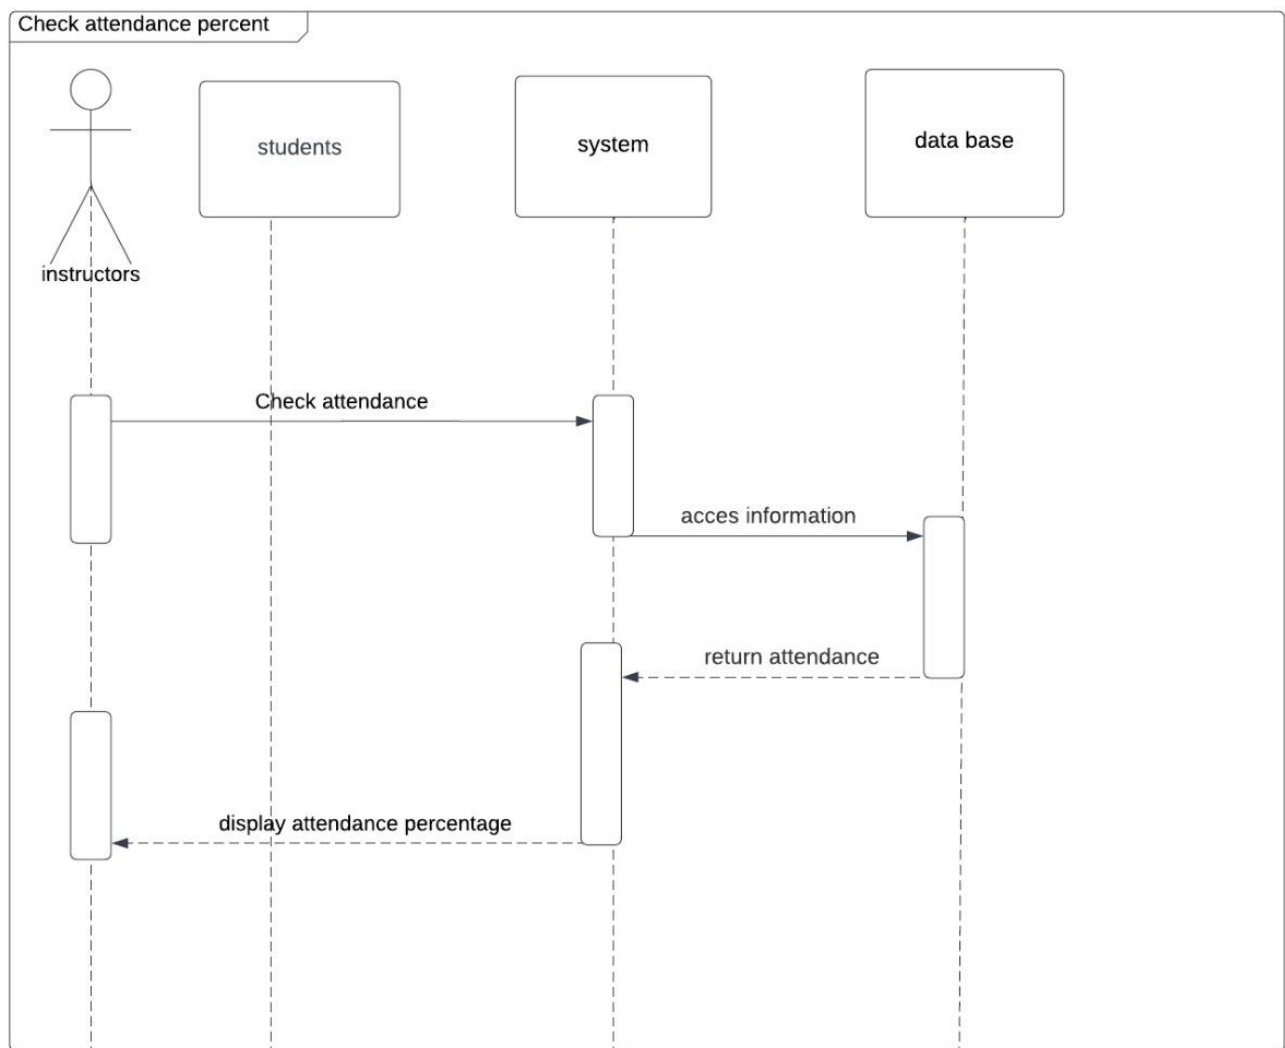 Check attendance percent
students
system
data base
instructors
Check attendance
acces information
return attendance
display attendance percentage